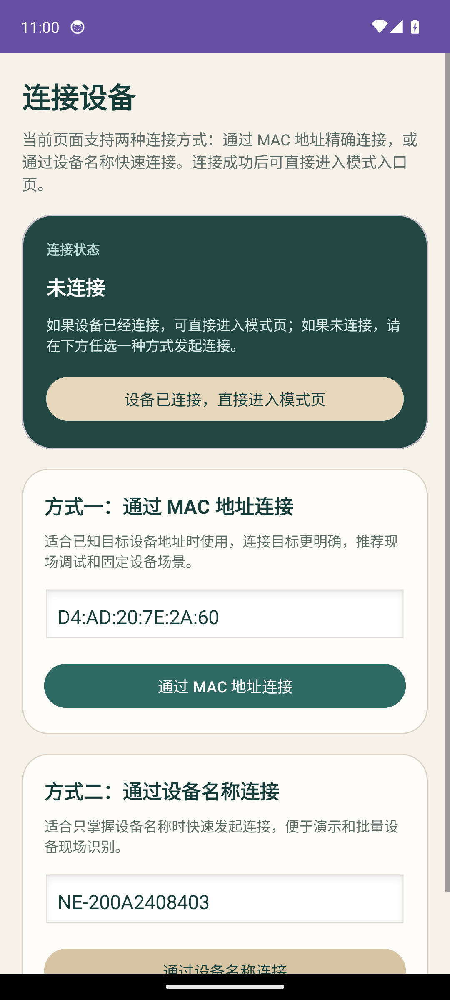 11:00
连接设备
当前页面支持两种连接方式：通过 MAC 地址精确连接，或
通过设备名称快速连接。连接成功后可直接进入模式入口
页。
连接状态
未连接
如果设备已经连接，可直接进入模式页；如果未连接，请
在下方任选一种方式发起连接。
设备已连接，直接进入模式页
方式一：通过 MAC 地址连接
适合已知目标设备地址时使用，连接目标更明确，推荐现
场调试和固定设备场景。
D4:AD:20:7E:2A:60
通过 MAC 地址连接
方式二：通过设备名称连接
适合只掌握设备名称时快速发起连接，便于演示和批量设
备现场识别。
NE-200A2408403
通过设备名称连接